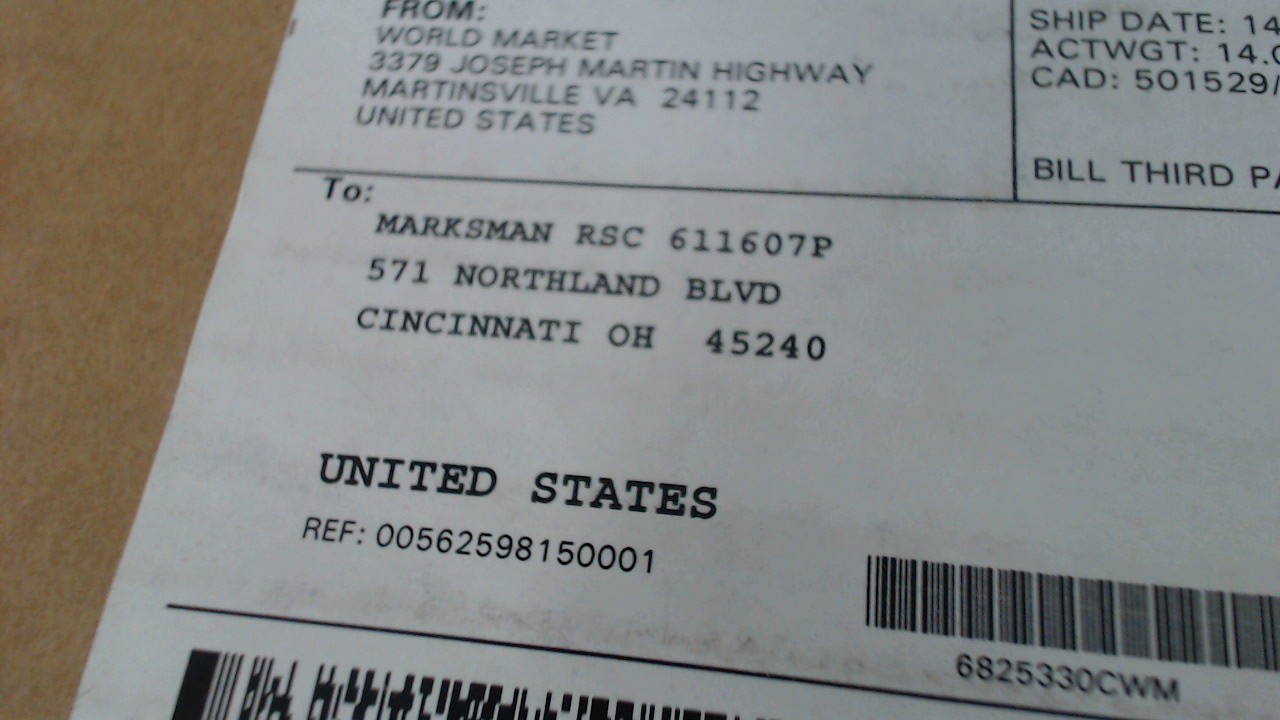 FROM:
WORLD MARKET
3379 JOSEPH MARTIN HIGHWAY
MARTINSVILLE VA 24112
UNITED STATES
SHIP DATE: 14
ACTWGT: 14.0
CAD: 501529/
BILL THIRD PA
To:
MARKSMAN RSC 611607P
571 NORTHLAND BLVD
CINCINNATI OH 45240
UNITED STATES
REF: 00562598150001
6825330CWM